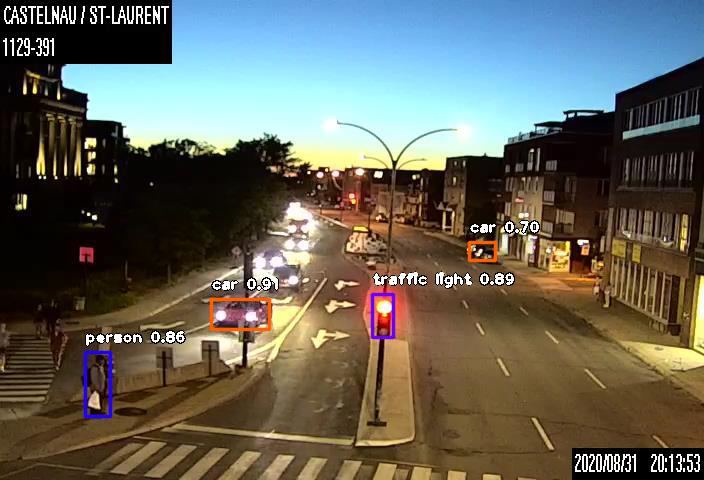 CASTELNAU / ST-LAURENT
1129-391
car 0.70
car 0.91
traffic light 0.89
person 0.86
2020/08/31 20:13:53